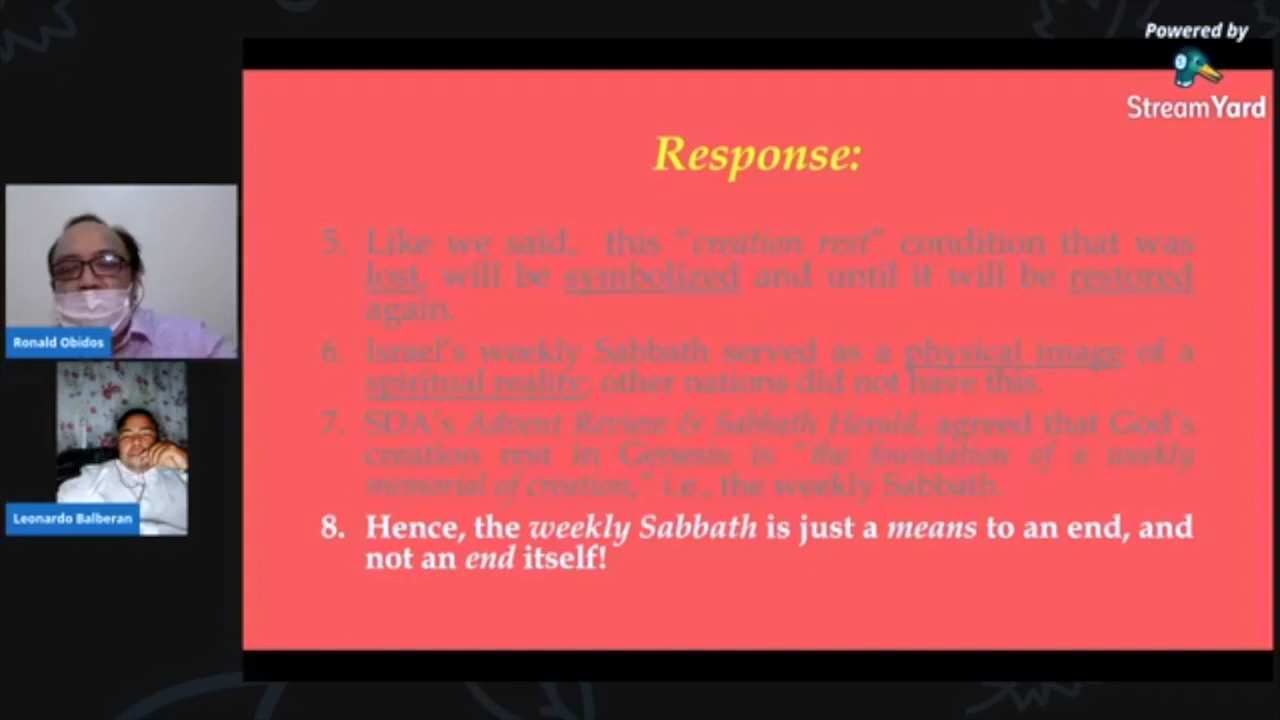 Powered by
StreamYard
Response:
5. Like we said, this "creation rest" condition that was
lost, will be symbolized and until it will be restored
again.
6. Israel's weekly Sabbath served as a physical image of a
spiritual reality; other nations did not have this.
7. SDA's Advent Review & Sabbath Herald, agreed that God's
creation rest in Genesis is "the foundation of a weekly
memorial of creation," i.e., the weekly Sabbath.
8. Hence, the weekly Sabbath is just a means to an end, and
not an end itself!
Ronald Obidos
Leonardo Balberan